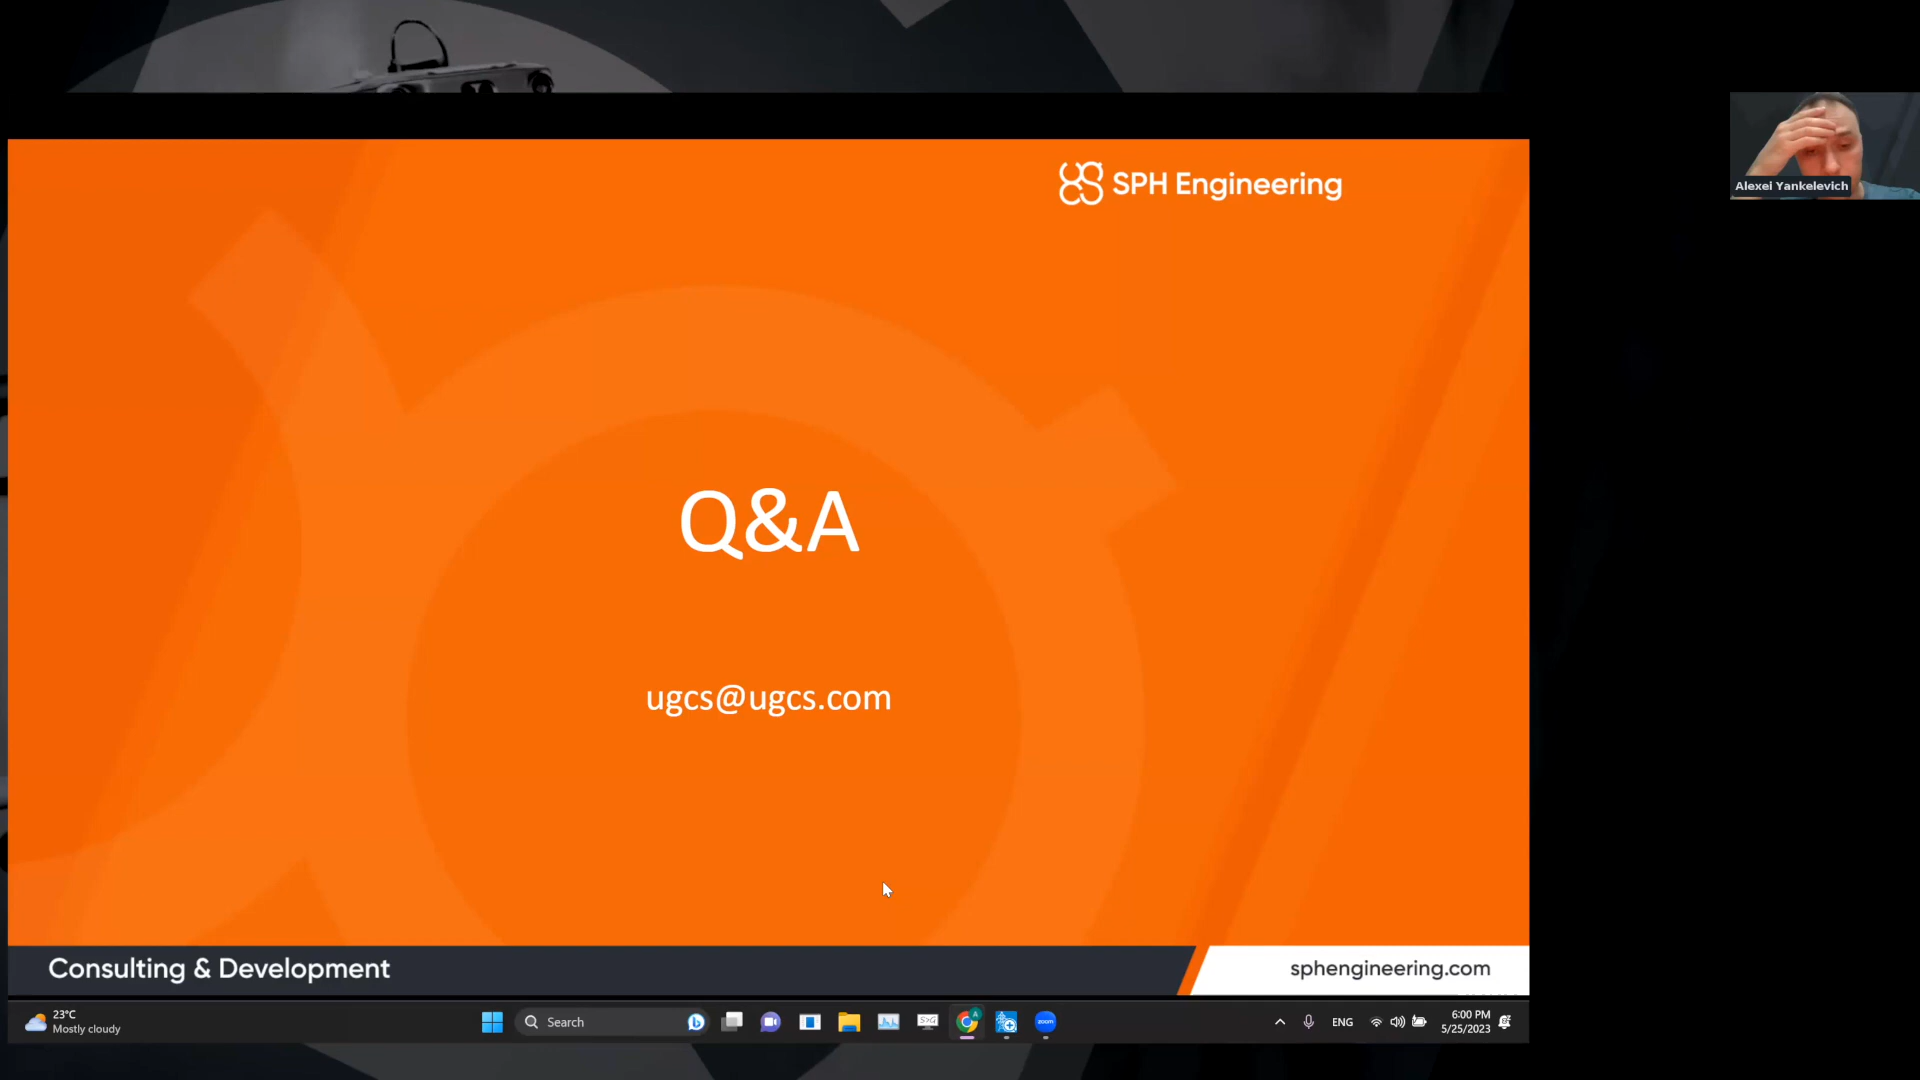 SPH Engineering
Alexei Yankelevich
Q&A
ugcs@ugcs.com
Consulting & Development
sphengineering.com
23°C
Mostly cloudy
Search
zoom
ENG
6:00 PM
5/25/2023